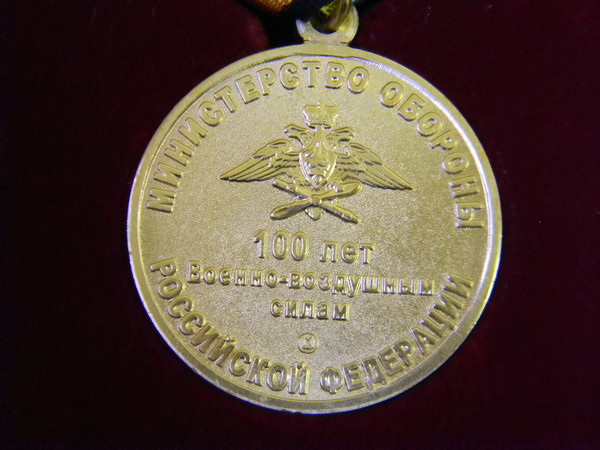 МИНИСТЕРСТВО ОБОРОНЫ
100 лет
Военно-воздушным
силам
РОССИЙСКОЙ ФЕДЕРАЦИИ